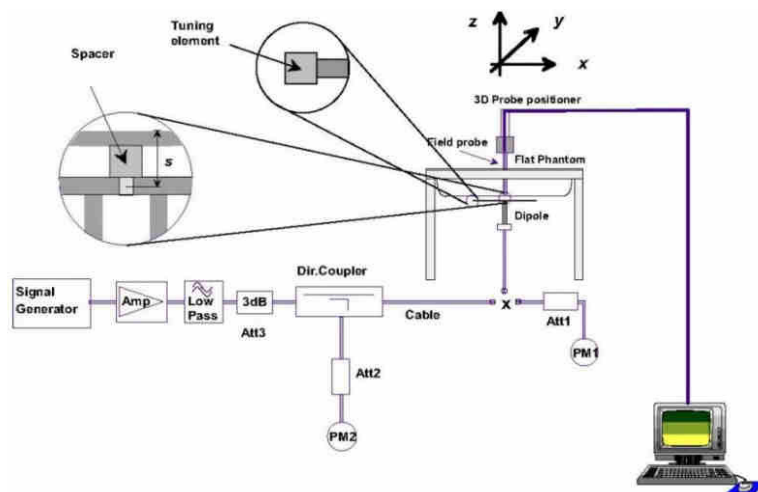 Tuning
element
Spacer
z
y
x
3D Probe positioner
Field probe
Flat Phantom
s
Dipole
Signal
Generator
Amp
Low
Pass
3dB
Att3
Dir.Coupler
Cable
x
Att1
PM1
Att2
PM2